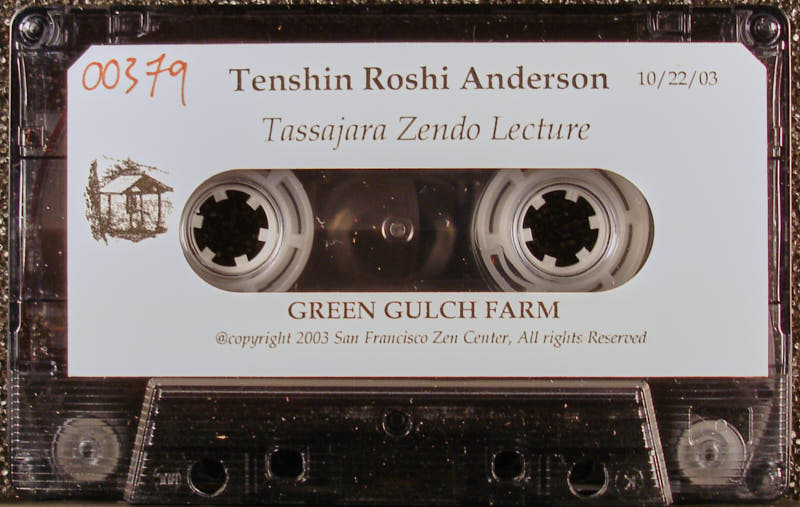 00379
Tenshin Roshi Anderson 10/22/03
Tassajara Zendo Lecture
GREEN GULCH FARM
@copyright 2003 San Francisco Zen Center, All rights Reserved